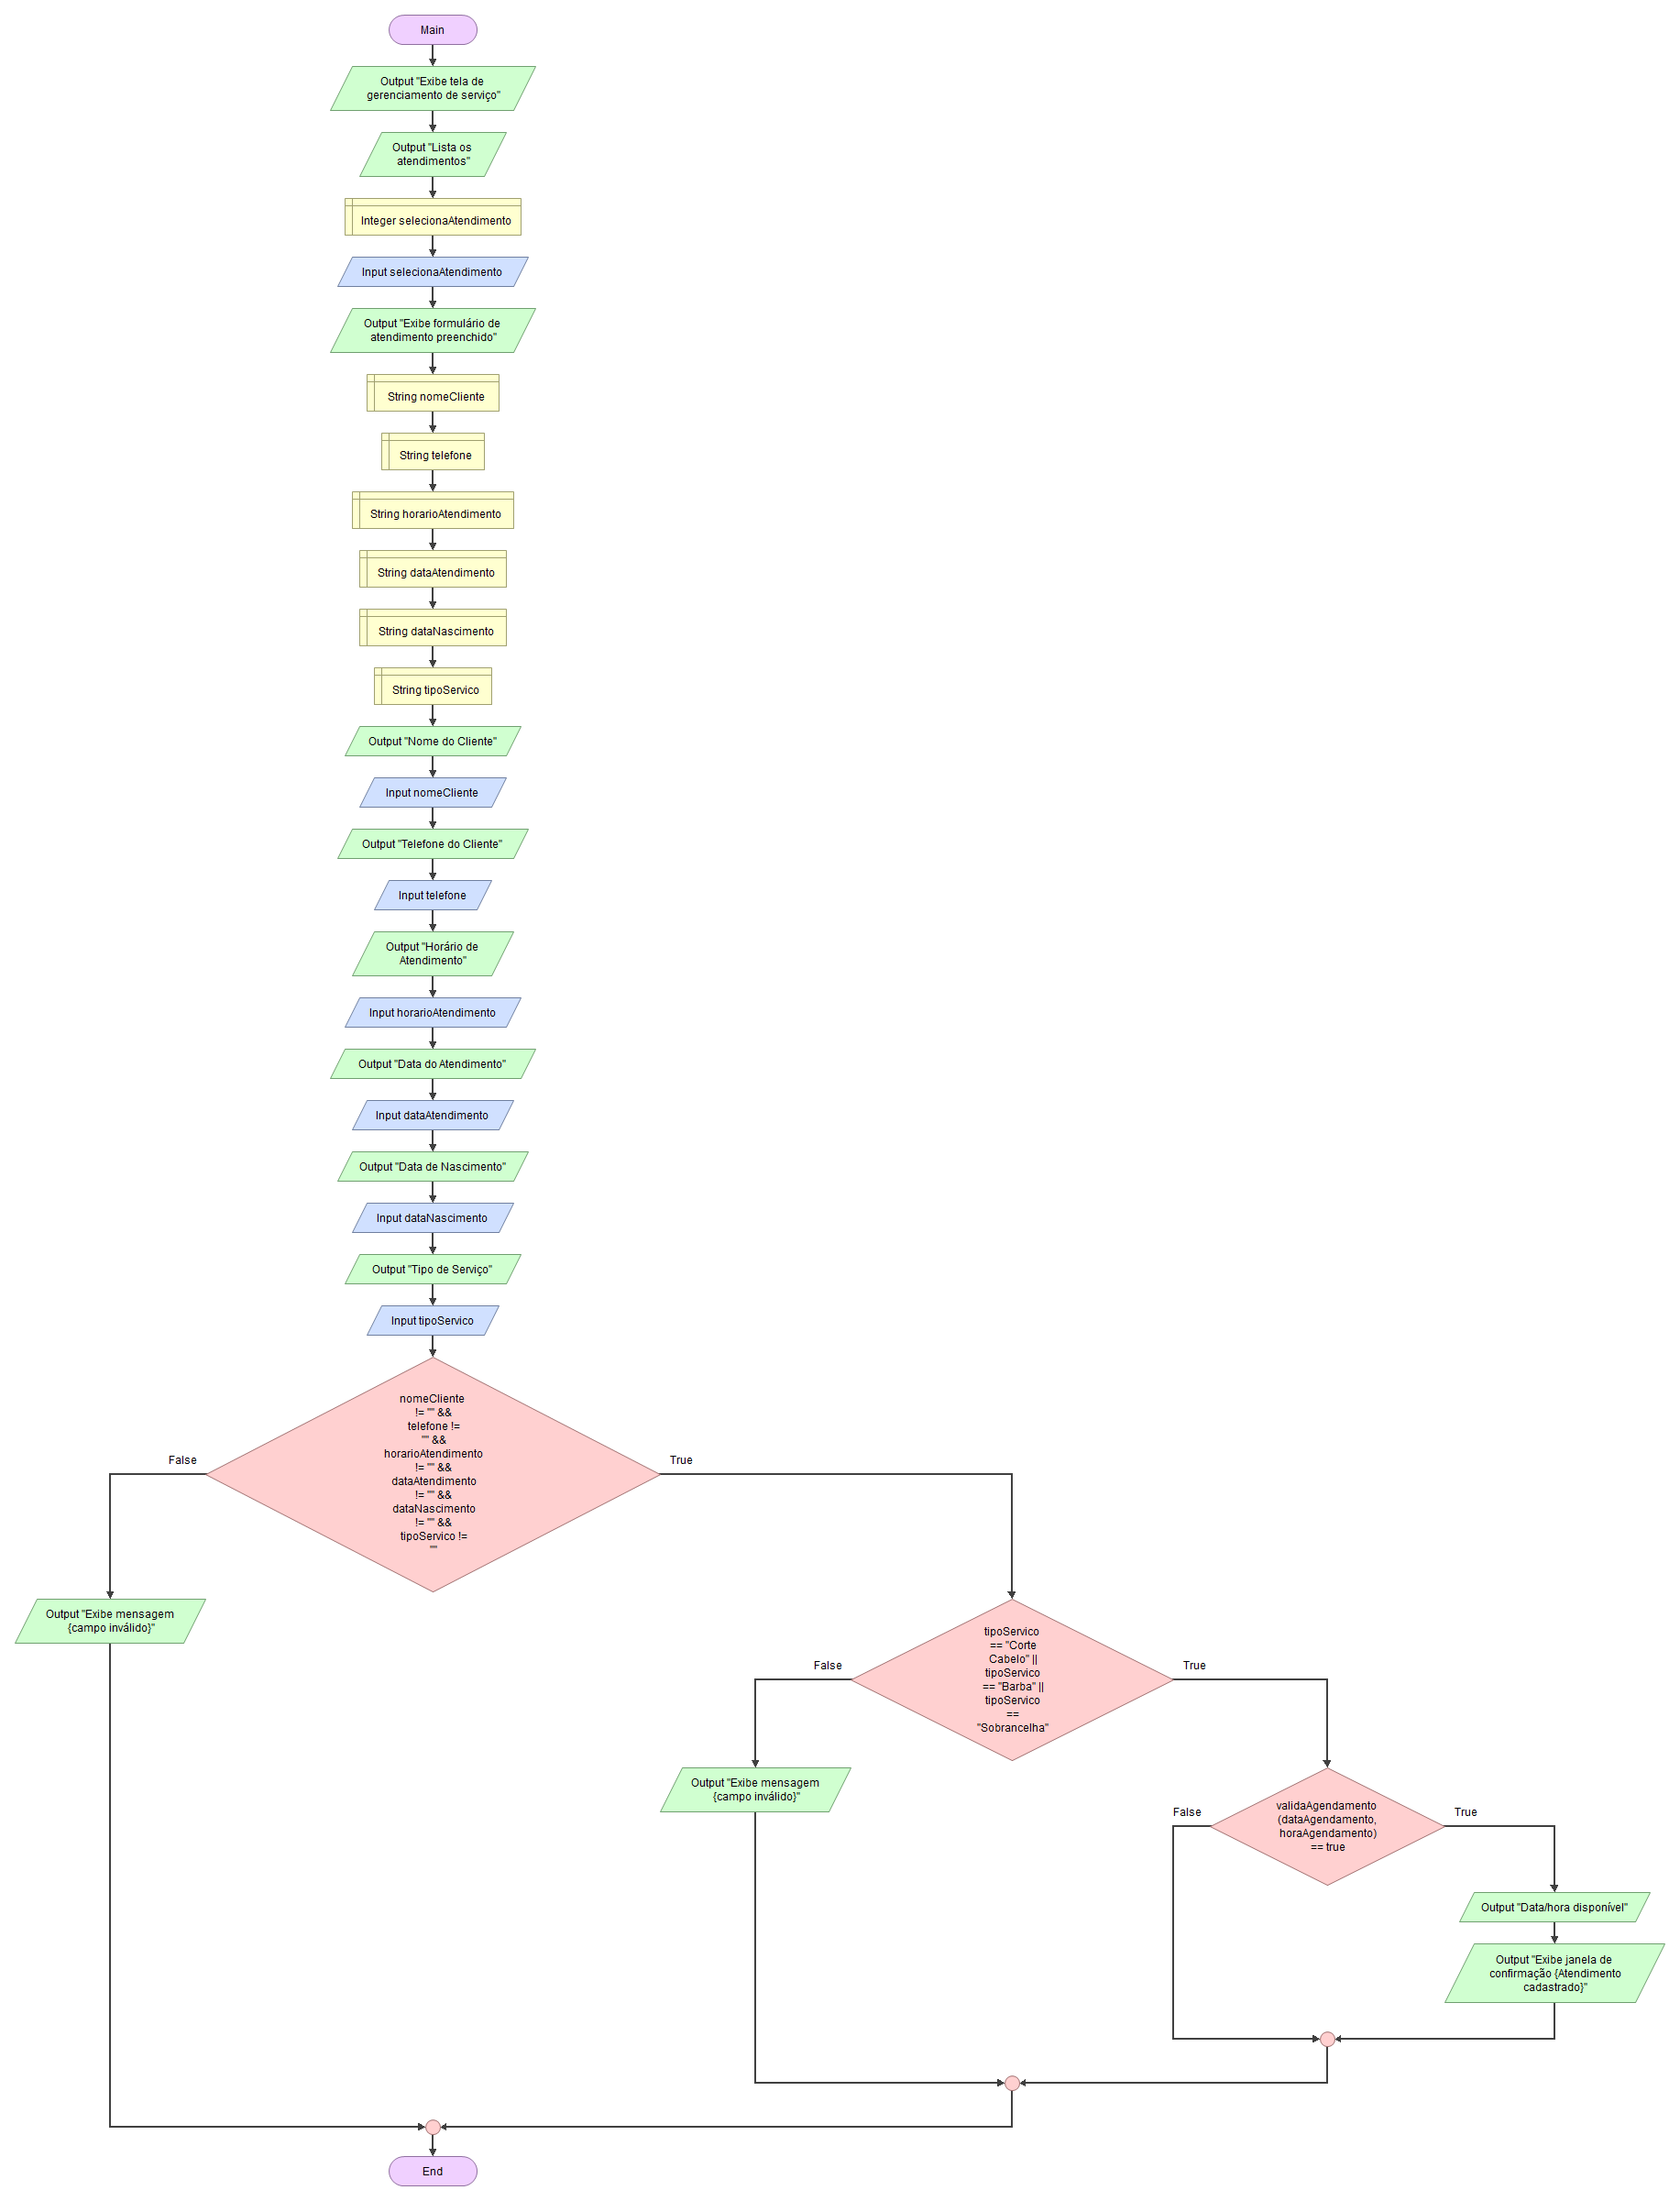 Main
Output "Exibe tela de
gerenciamento de serviço"
Output "Lista os
atendimentos"
Integer selecionaAtendimento
Input selecionaAtendimento
Output "Exibe formulário de
atendimento preenchido"
String nomeCliente
String telefone
String horarioAtendimento
String dataAtendimento
String dataNascimento
String tipoServico
Output "Nome do Cliente"
Input nomeCliente
Output "Telefone do Cliente"
Input telefone
Output "Horário de
Atendimento"
Input horarioAtendimento
Output "Data do Atendimento"
Input dataAtendimento
Output "Data de Nascimento"
Input dataNascimento
Output "Tipo de Serviço"
Input tipoServico
nomeCliente
!= "" &&
telefone !=
"" &&
horarioAtendimento
!= "" &&
dataAtendimento
!= "" &&
dataNascimento
!= "" &&
tipoServico !=
""
False
True
Output "Exibe mensagem
{campo inválido}"
tipoServico
== "Corte
Cabelo" ||
tipoServico
== "Barba" ||
tipoServico
==
"Sobrancelha"
False
True
Output "Exibe mensagem
{campo inválido}"
validaAgendamento
(dataAgendamento,
horaAgendamento)
== true
False
True
Output "Data/hora disponível"
Output "Exibe janela de
confirmação {Atendimento
cadastrado}"
End